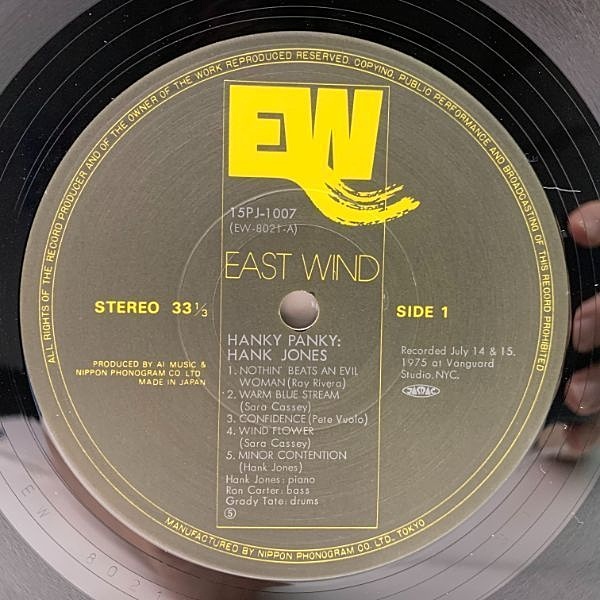 ALL RIGHTS OF THE RECORD PRODUCER AND OF THE OWNER OF THE WORK REPRODUCED RESERVED. COPYING, PUBLIC PERFORMANCE AND BROADCASTING OF THIS RECORD PROHIBITED
EW
15PJ-1007
(EW-8021-A)
EAST WIND
STEREO 33 1/3
SIDE 1
HANKY PANKY:
HANK JONES
1. NOTHIN' BEATS AN EVIL
WOMAN (Ray Rivera)
2. WARM BLUE STREAM
(Sara Cassey)
3. CONFIDENCE (Pete Vuolo)
4. WIND FLOWER
(Sara Cassey)
5. MINOR CONTENTION
(Hank Jones)
Hank Jones: piano
Ron Carter: bass
Grady Tate: drums
⑤
PRODUCED BY AI MUSIC &
NIPPON PHONOGRAM CO LTD
MADE IN JAPAN
Recorded July 14 & 15,
1975 at Vanguard
Studio, NYC.
JASRAC
MANUFACTURED BY NIPPON PHONOGRAM CO. LTD., TOKYO
EW 8021